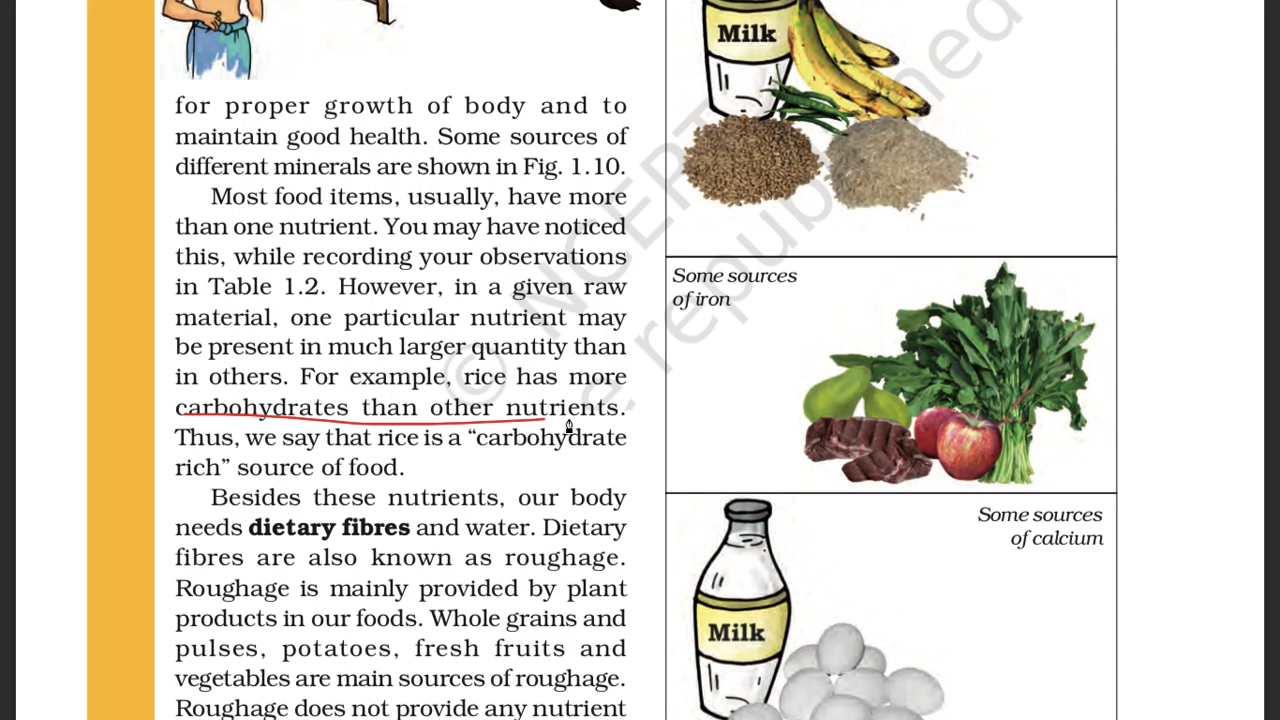 for proper growth of body and to
maintain good health. Some sources of
different minerals are shown in Fig. 1.10.
Most food items, usually, have more
than one nutrient. You may have noticed
this, while recording your observations
in Table 1.2. However, in a given raw
material, one particular nutrient may
be present in much larger quantity than
in others. For example, rice has more
carbohydrates than other nutrients.
Thus, we say that rice is a “carbohydrate
rich” source of food.
Besides these nutrients, our body
needs dietary fibres and water. Dietary
fibres are also known as roughage.
Roughage is mainly provided by plant
products in our foods. Whole grains and
pulses, potatoes, fresh fruits and
vegetables are main sources of roughage.
Roughage does not provide any nutrient
Milk
Some sources
of iron
Some sources
of calcium
Milk
© NCERT